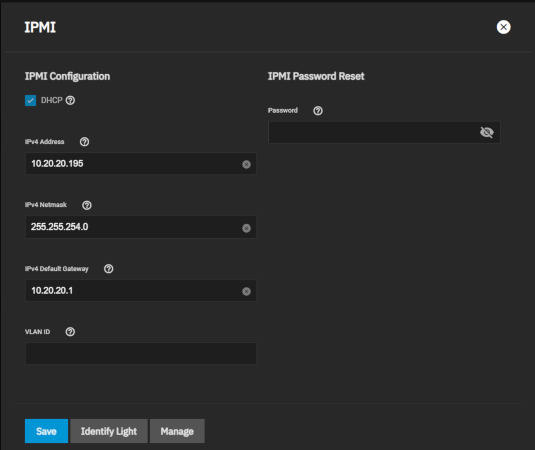 IPMI
IPMI Configuration
DHCP
IPv4 Address
10.20.20.195
IPv4 Netmask
255.255.254.0
IPv4 Default Gateway
10.20.20.1
VLAN ID
IPMI Password Reset
Password
Save Identify Light Manage